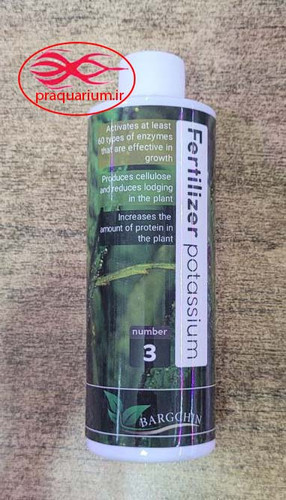 praquarium.ir
Activates at least
60 types of enzymes
that are effective in
growth
Produces cellulose
and reduces lodging
in the plant
Increases the
amount of protein in
the plant
Fertilizer potassium
number
3
BARGCHIN